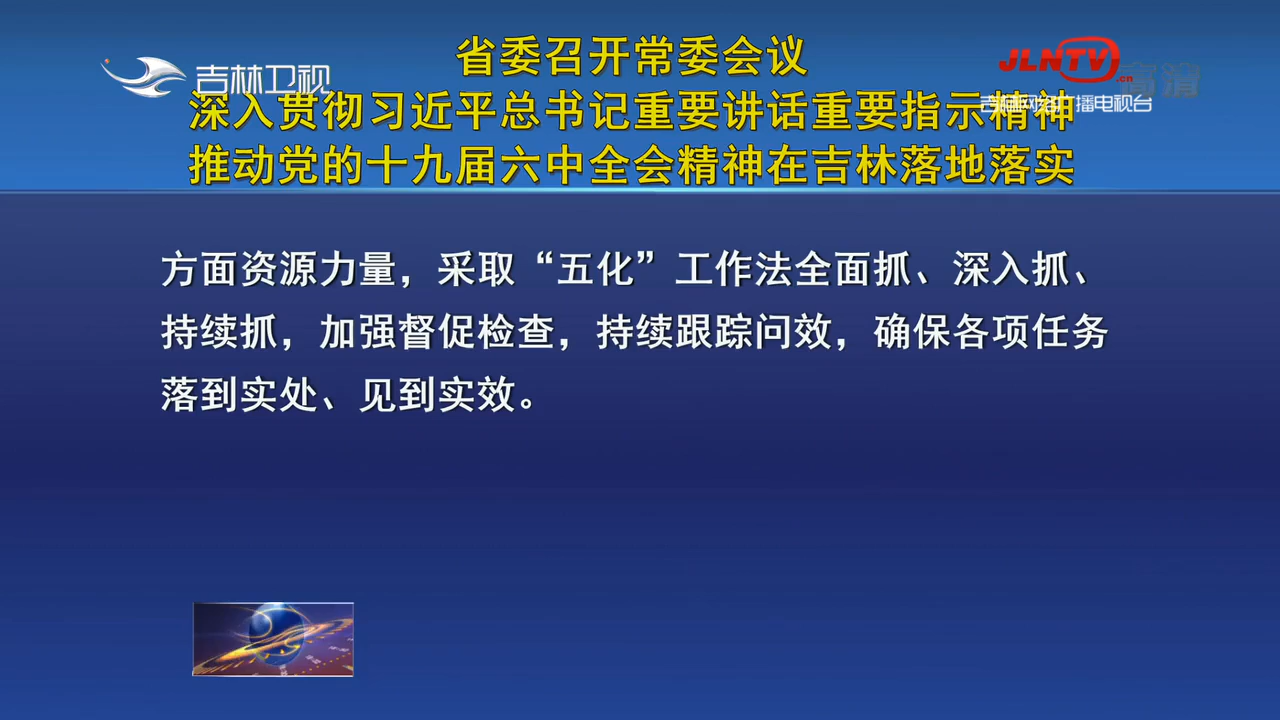 省委召开常委会议
吉林卫视
JLNTV
.cn
高清
深入贯彻习近平总书记重要讲话重要指示精神
推动党的十九届六中全会精神在吉林落地落实
方面资源力量，采取“五化”工作法全面抓、深入抓、
持续抓，加强督促检查，持续跟踪问效，确保各项任务
落到实处、见到实效。